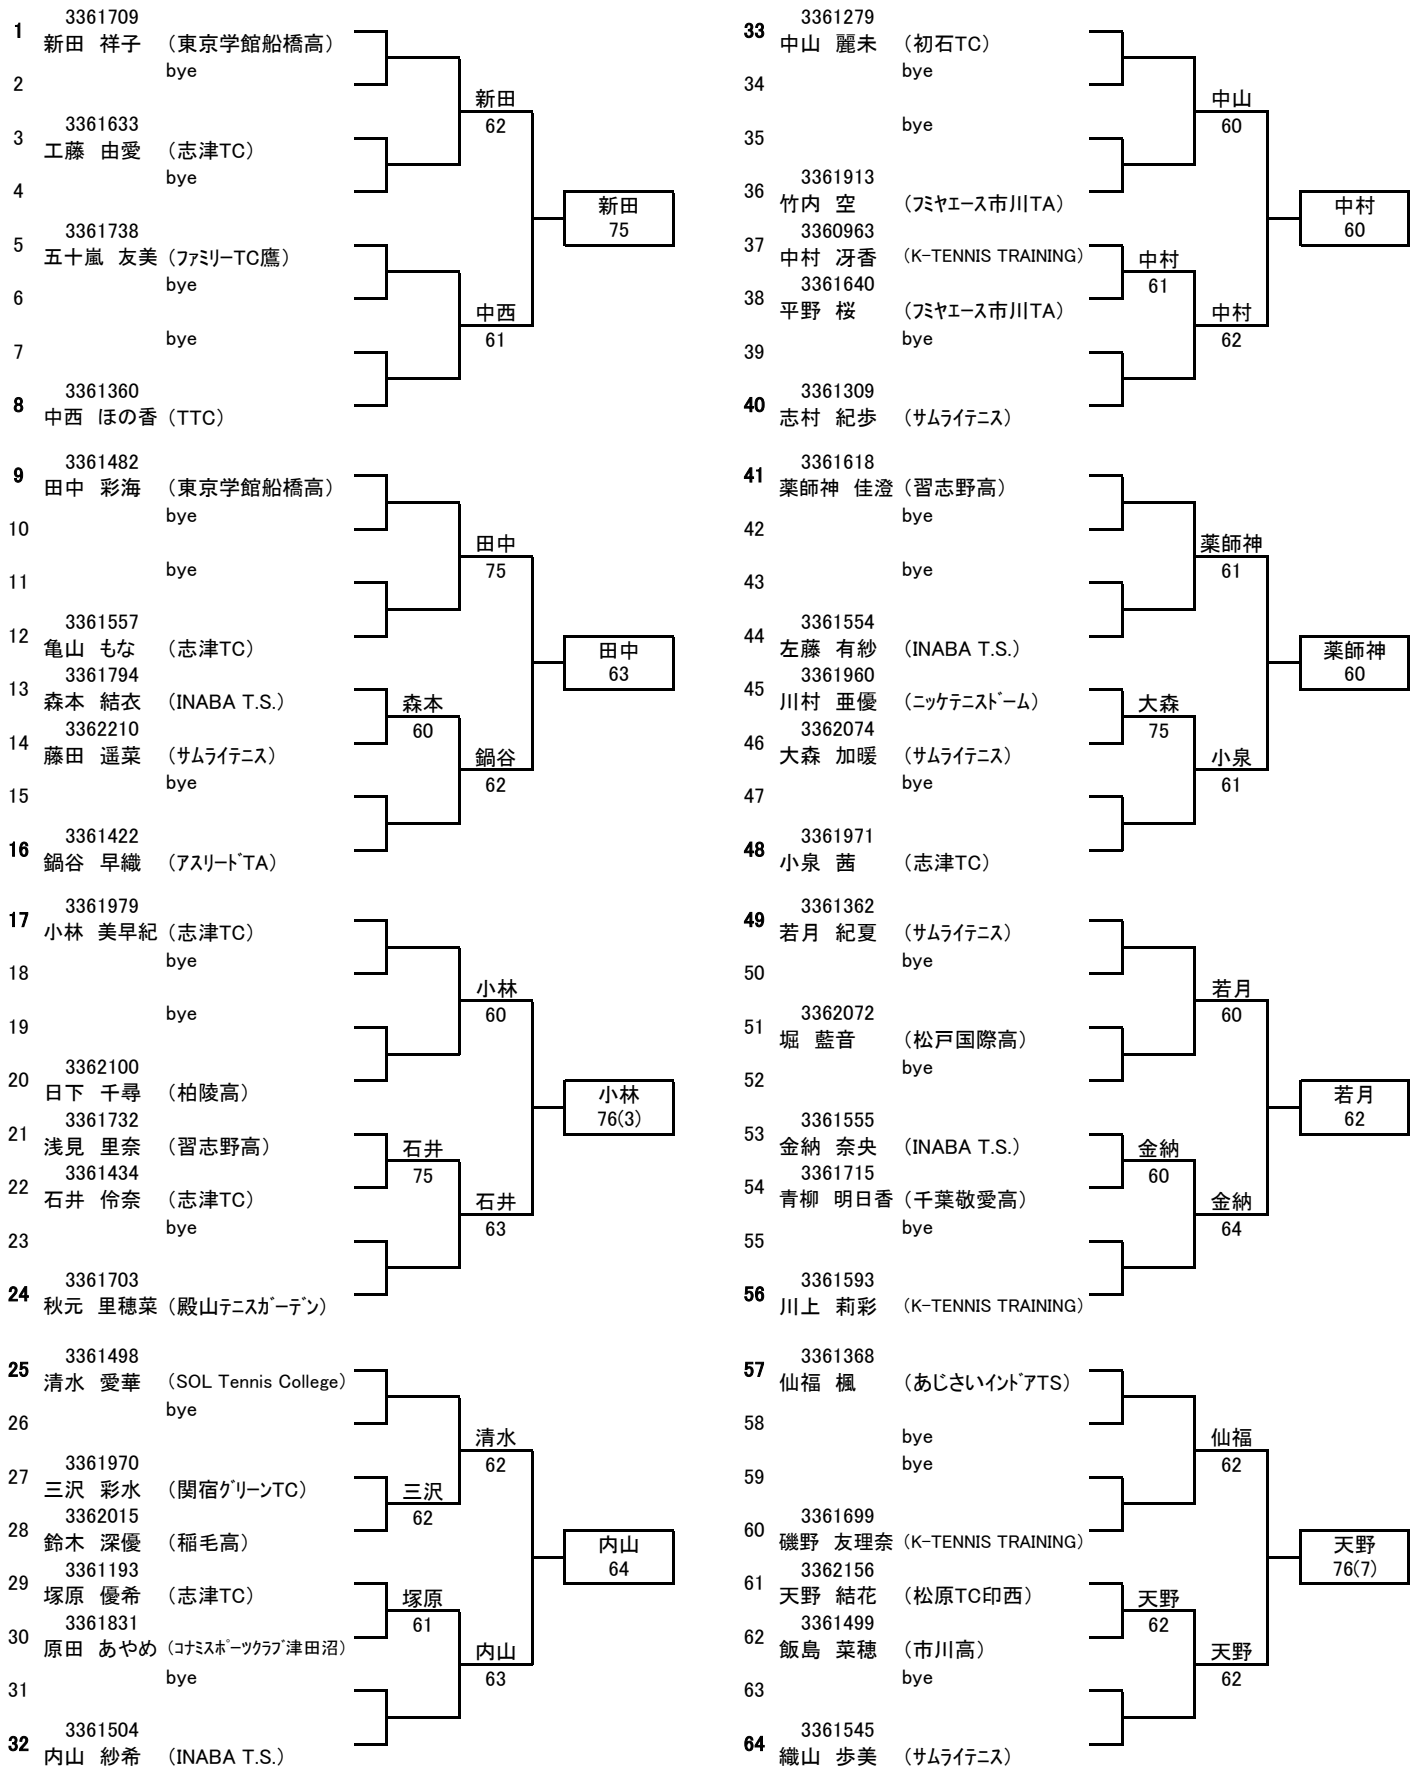 3361709
1
新田 祥子 (東京学館船橋高)
bye
2
新田
62
3361633
3
工藤 由愛 (志津TC)
bye
4
新田
75
3361738
5
五十嵐 友美 (ファミリーTC鷹)
bye
6
中西
61
bye
7
3361360
8
中西 ほの香 (TTC)
3361482
9
田中 彩海 (東京学館船橋高)
bye
10
田中
75
bye
11
3361557
12
亀山 もな (志津TC)
田中
63
3361794
13
森本 結衣 (INABA T.S.)
森本
60
3362210
14
藤田 遥菜 (サムライテニス)
bye
鍋谷
62
15
3361422
16
鍋谷 早織 (アスリードTA)
3361979
17
小林 美早紀 (志津TC)
bye
18
小林
60
bye
19
3362100
20
日下 千尋 (柏陵高)
小林
76(3)
3361732
21
浅見 里奈 (習志野高)
石井
75
3361434
22
石井 伶奈 (志津TC)
bye
石井
63
23
3361703
24
秋元 里穂菜 (殿山テニスガーデン)
3361498
25
清水 愛華 (SOL Tennis College)
bye
26
清水
62
3361970
27
三沢 彩水 (関宿グリーンTC)
三沢
62
3362015
28
鈴木 深優 (稲毛高)
内山
64
3361193
29
塚原 優希 (志津TC)
塚原
61
3361831
30
原田 あやめ (コナミスポーツクラブ津田沼)
bye
内山
63
31
3361504
32
内山 紗希 (INABA T.S.)
3361279
33
中山 麗未 (初石TC)
bye
34
中山
60
bye
35
3361913
36
竹内 空 (フミヤエース市川TA)
中村
60
3360963
37
中村 冴香 (K-TENNIS TRAINING)
中村
61
3361640
38
平野 桜 (フミヤエース市川TA)
bye
中村
62
39
3361309
40
志村 紀歩 (サムライテニス)
3361618
41
薬師神 佳澄 (習志野高)
bye
42
薬師神
61
bye
43
3361554
44
左藤 有紗 (INABA T.S.)
薬師神
60
3361960
45
川村 亜優 (ニッケテニスドーム)
大森
75
3362074
46
大森 加暖 (サムライテニス)
bye
小泉
61
47
3361971
48
小泉 茜 (志津TC)
3361362
49
若月 紀夏 (サムライテニス)
bye
50
若月
60
3362072
51
堀 藍音 (松戸国際高)
bye
52
若月
62
3361555
53
金納 奈央 (INABA T.S.)
金納
60
3361715
54
青柳 明日香 (千葉敬愛高)
bye
金納
64
55
3361593
56
川上 莉彩 (K-TENNIS TRAINING)
3361368
57
仙福 楓 (あじさいインドアTS)
58
bye
仙福
62
bye
59
3361699
60
磯野 友理奈 (K-TENNIS TRAINING)
天野
76(7)
3362156
61
天野 結花 (松原TC印西)
天野
62
3361499
62
飯島 菜穂 (市川高)
bye
天野
62
63
3361545
64
織山 歩美 (サムライテニス)